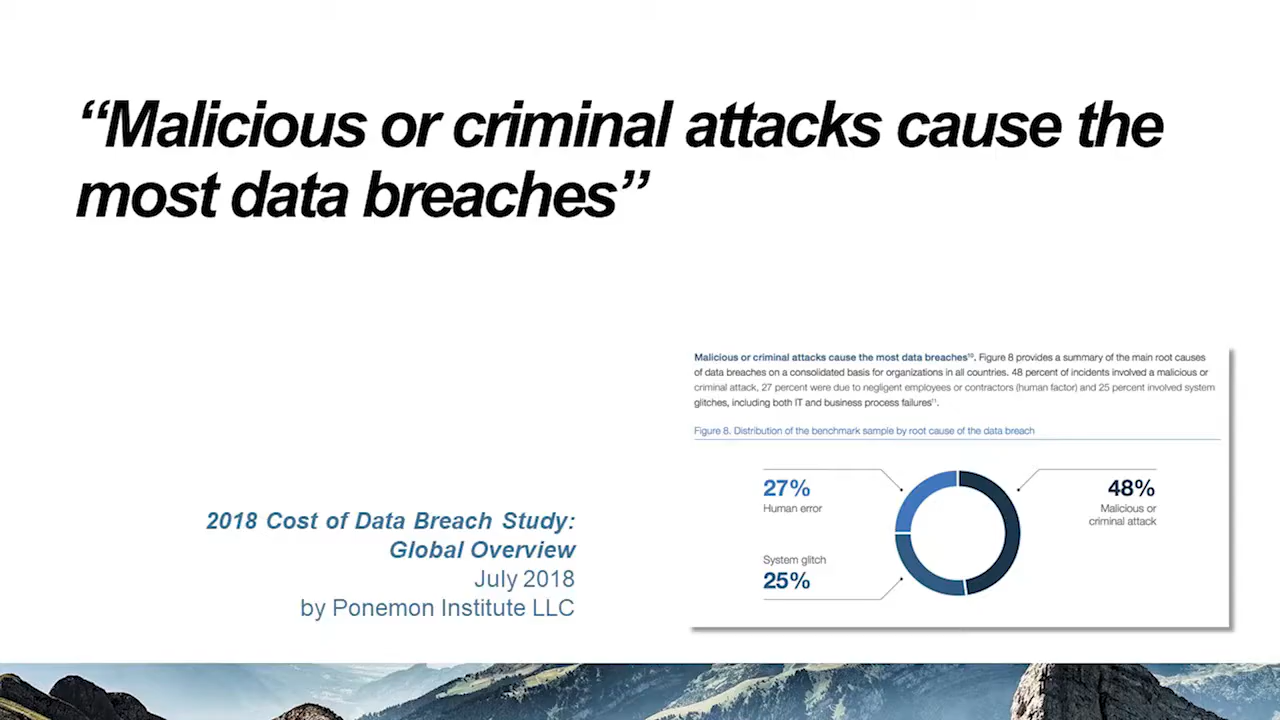 “Malicious or criminal attacks cause the
most data breaches”
Malicious or criminal attacks cause the most data breaches¹⁰. Figure 8 provides a summary of the main root causes
of data breaches on a consolidated basis for organizations in all countries. 48 percent of incidents involved a malicious or
criminal attack, 27 percent were due to negligent employees or contractors (human factor) and 25 percent involved system
glitches, including both IT and business process failures¹¹.
Figure 8. Distribution of the benchmark sample by root cause of the data breach
27%
Human error
48%
Malicious or
criminal attack
System glitch
25%
2018 Cost of Data Breach Study:
Global Overview
July 2018
by Ponemon Institute LLC